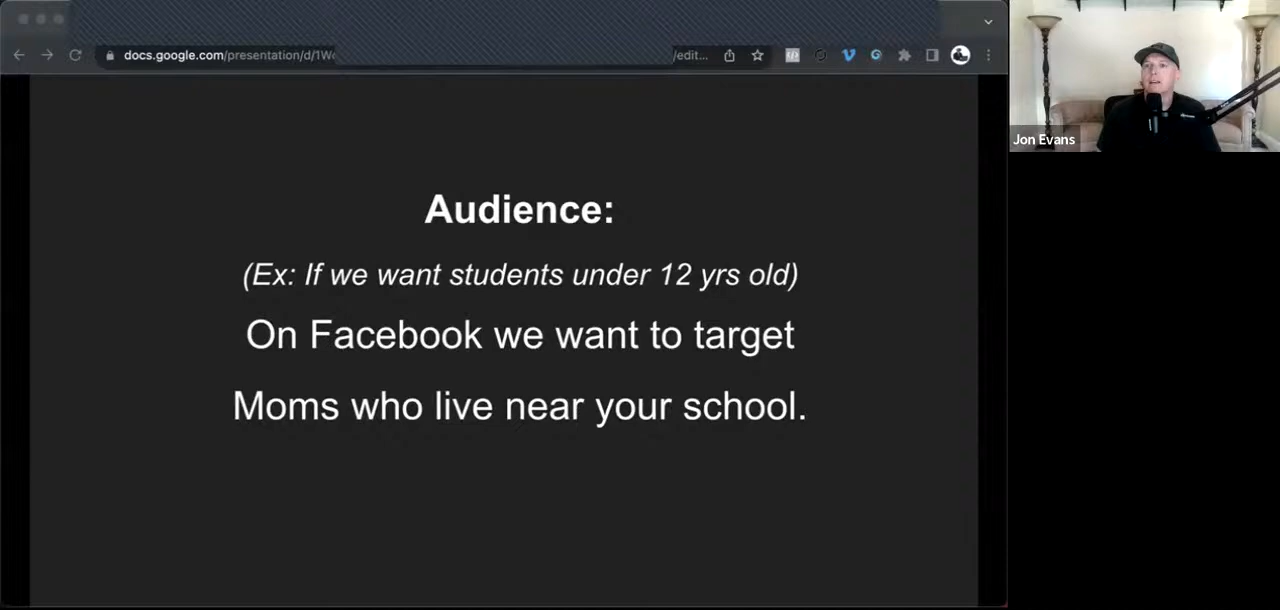 docs.google.com/presentation/d/1W
/edit...
Jon Evans
Audience:
(Ex: If we want students under 12 yrs old)
On Facebook we want to target
Moms who live near your school.